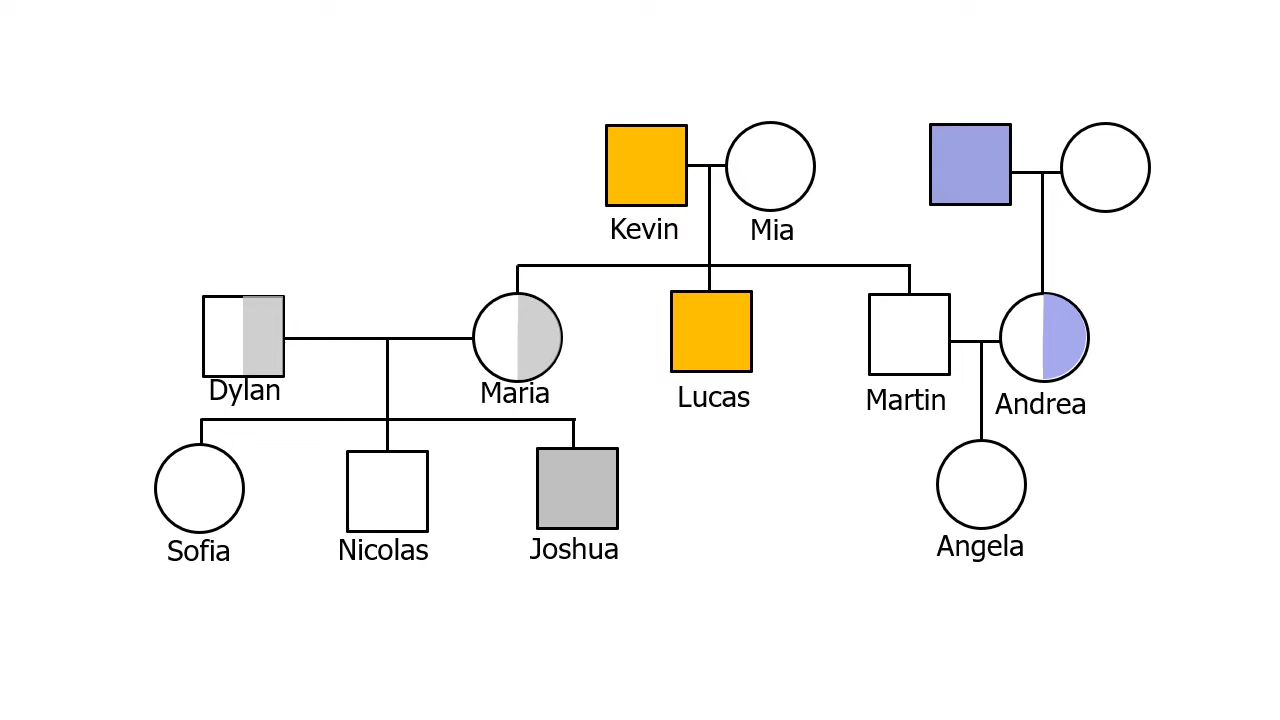 Kevin
Mia
Dylan
Maria
Lucas
Martin
Andrea
Sofia
Nicolas
Joshua
Angela